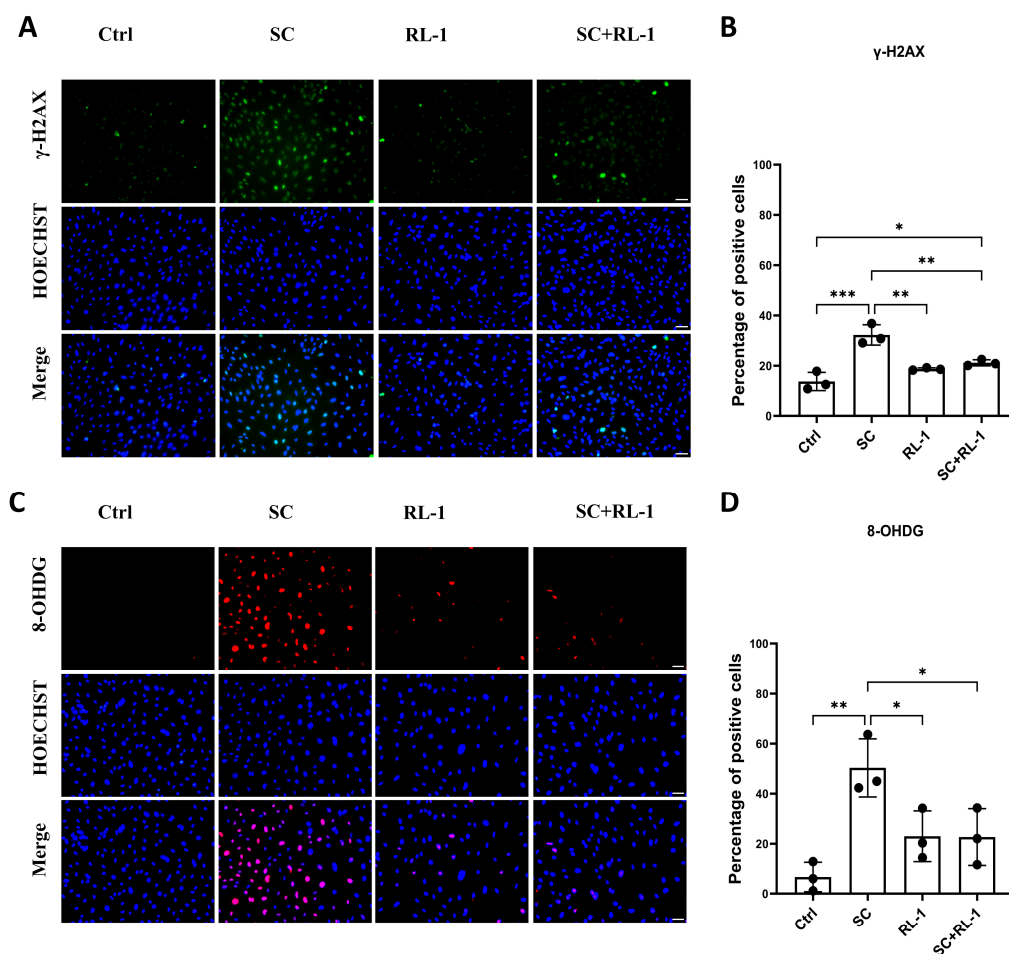 A
Ctrl SC RL-1 SC+RL-1
γ-H2AX
HOECHST
Merge
B
γ-H2AX
Percentage of positive cells
100
80
60
40
20
0
*
**
*** **
Ctrl SC RL-1 SC+RL-1
C
Ctrl SC RL-1 SC+RL-1
8-OHDG
HOECHST
Merge
D
8-OHDG
Percentage of positive cells
100
80
60
40
20
0
*
** *
Ctrl SC RL-1 SC+RL-1